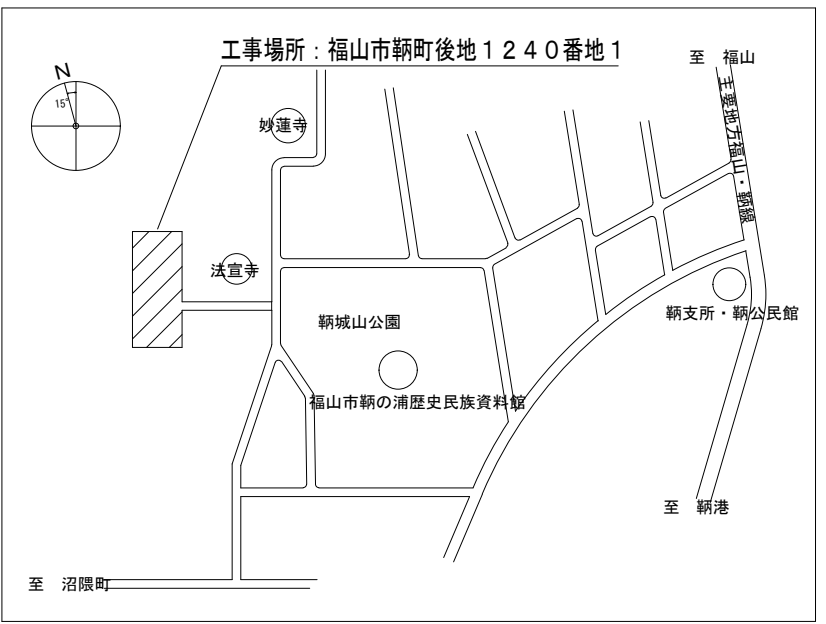 工事場所：福山市鞆町後地１２４０番地１
至　福山
N
15°
主要地方福山・鞆線
妙蓮寺
法宣寺
鞆支所・鞆公民館
鞆城山公園
福山市鞆の浦歴史民族資料館
至　鞆港
至　沼隈町